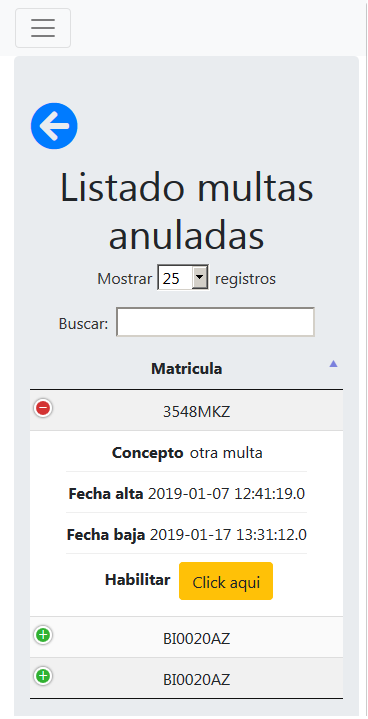 Listado multas
anuladas
Mostrar 25 registros
Buscar:
Matricula
3548MKZ
Concepto otra multa
Fecha alta 2019-01-07 12:41:19.0
Fecha baja 2019-01-17 13:31:12.0
Habilitar Click aqui
BI0020AZ
BI0020AZ